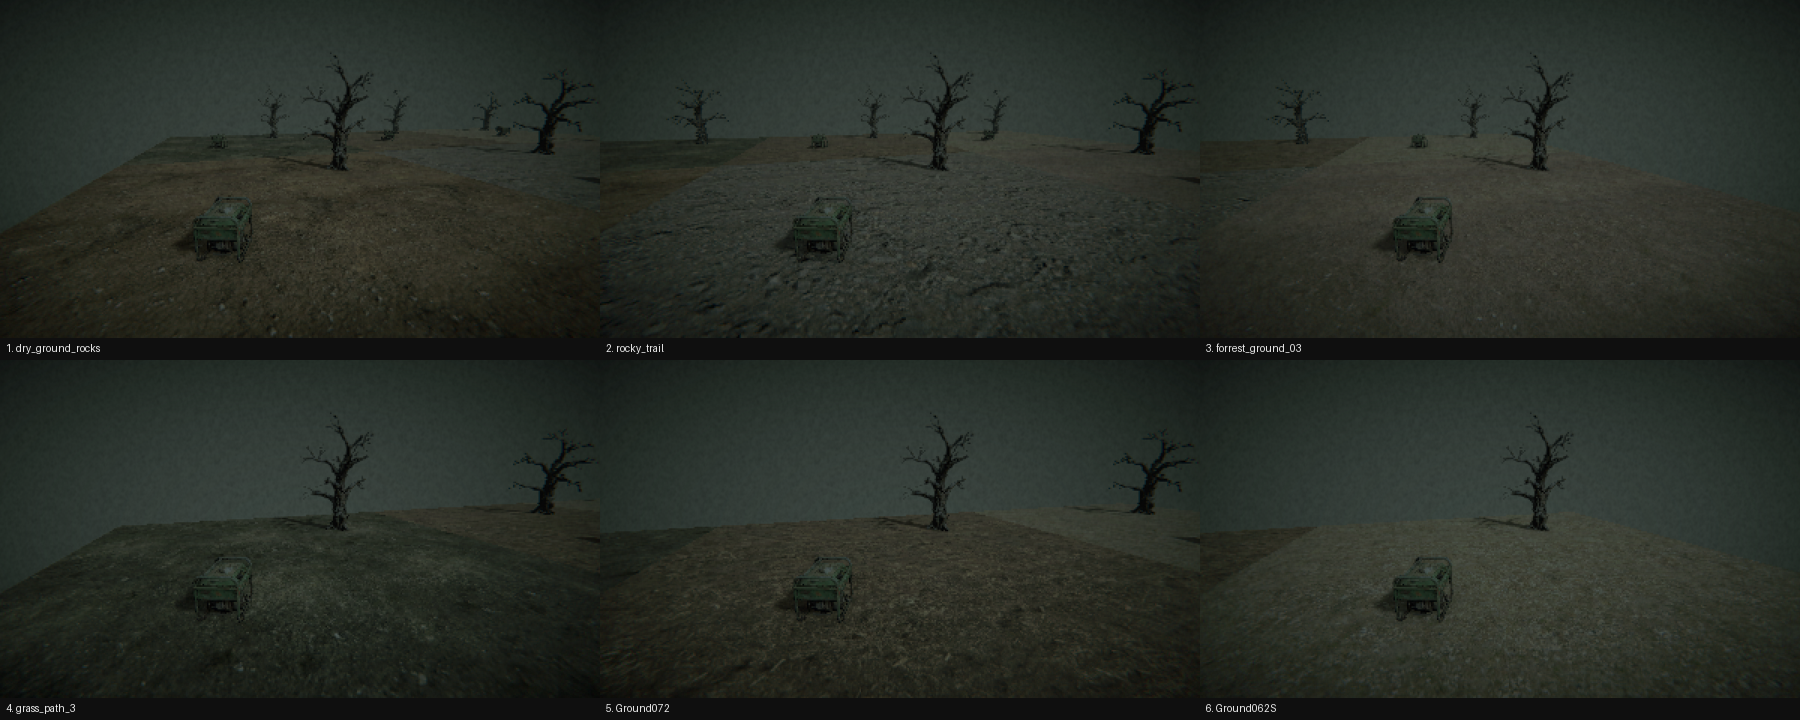 1. dry_ground_rocks
2. rocky_trail
3. forrest_ground_03
4. grass_path_3
5. Ground072
6. Ground062S